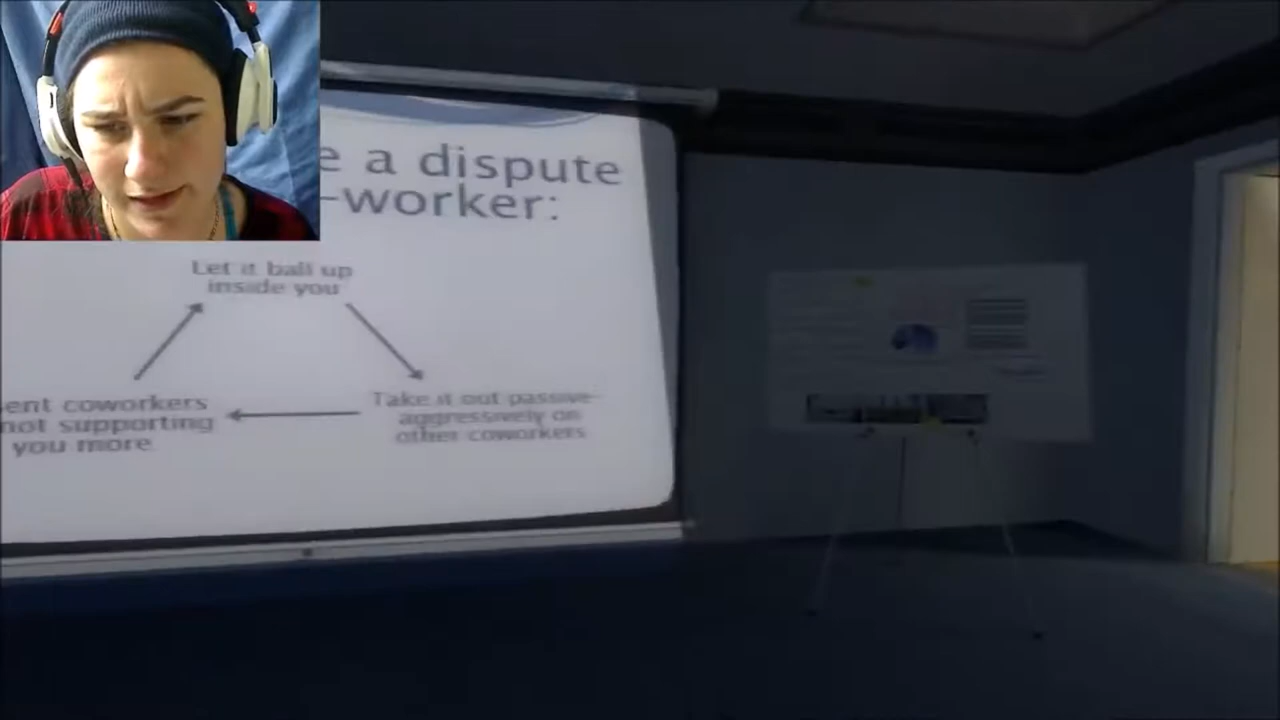 e a dispute
-worker:
Let it ball up
inside you
ent coworkers
not supporting
you more
Take it out passive-
aggressively on
other coworkers